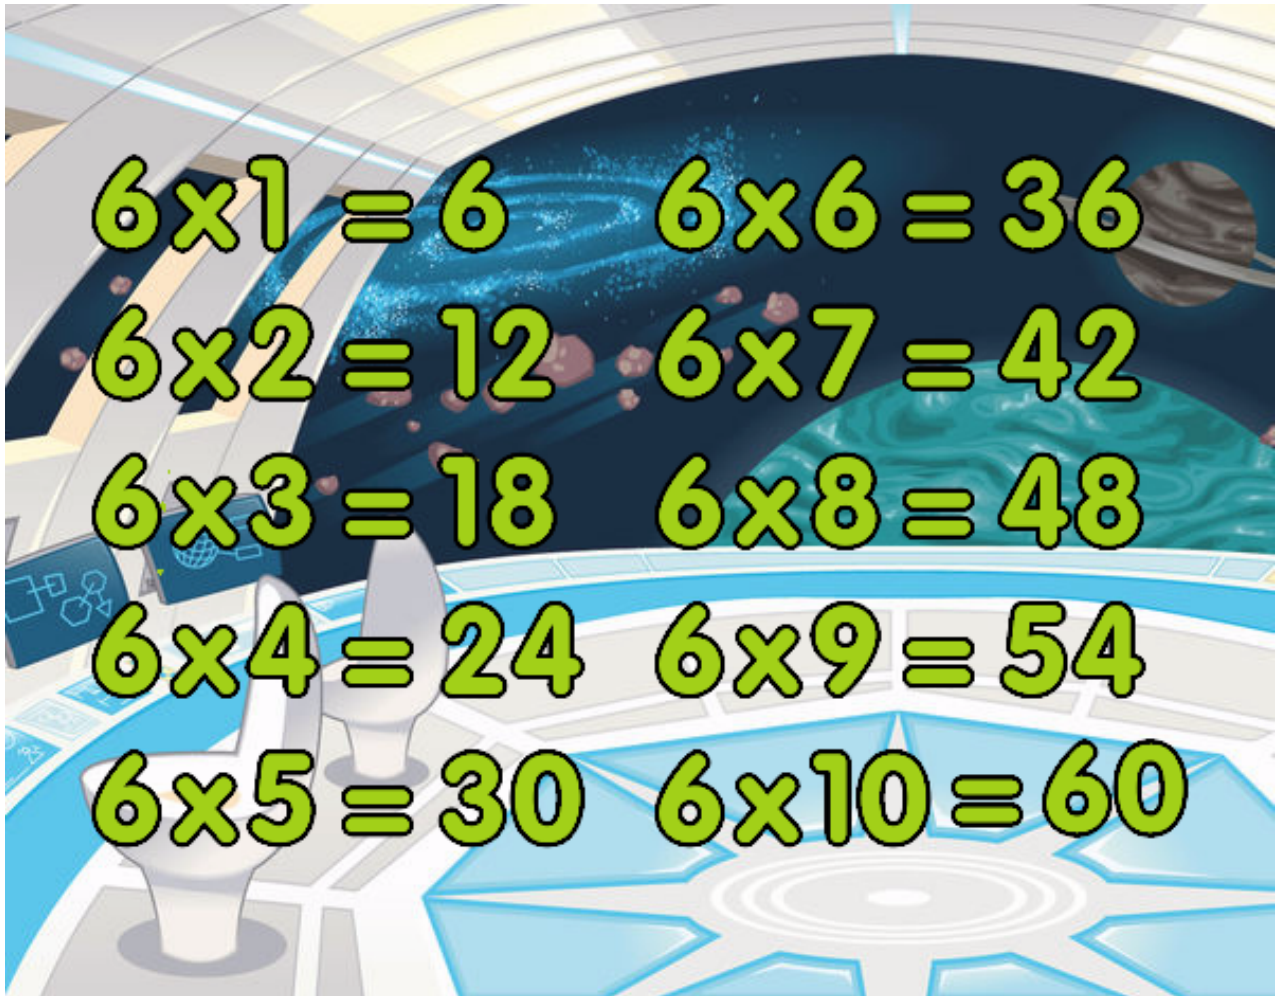 6x1 = 6
6x2 = 12
6x3 = 18
6x4 = 24
6x5 = 30
6x6 = 36
6x7 = 42
6x8 = 48
6x9 = 54
6x10 = 60